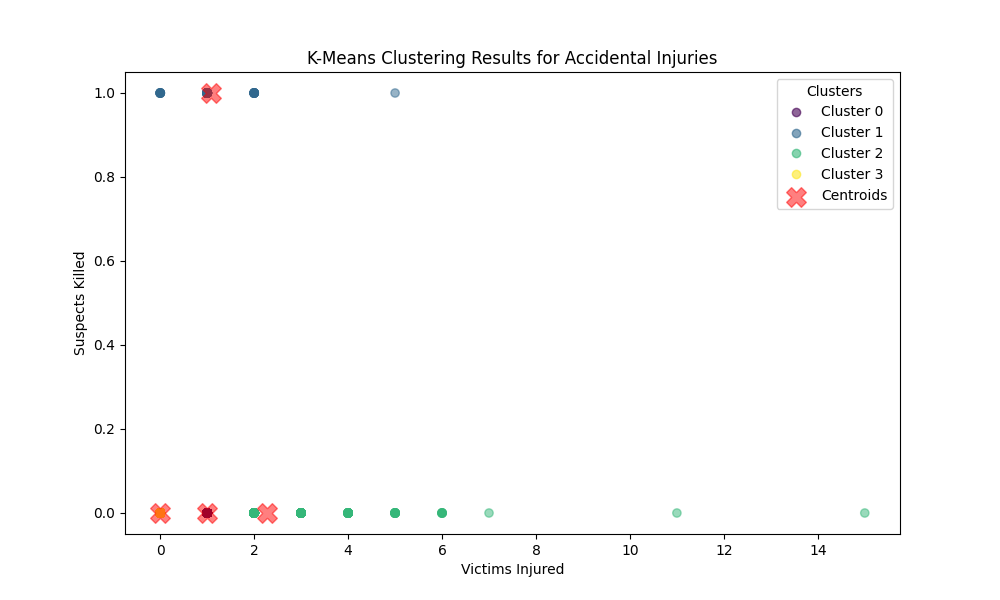 K-Means Clustering Results for Accidental Injuries
Clusters
Cluster 0
Cluster 1
Cluster 2
Cluster 3
Centroids
Suspects Killed
1.0
0.8
0.6
0.4
0.2
0.0
0 2 4 6 8 10 12 14
Victims Injured